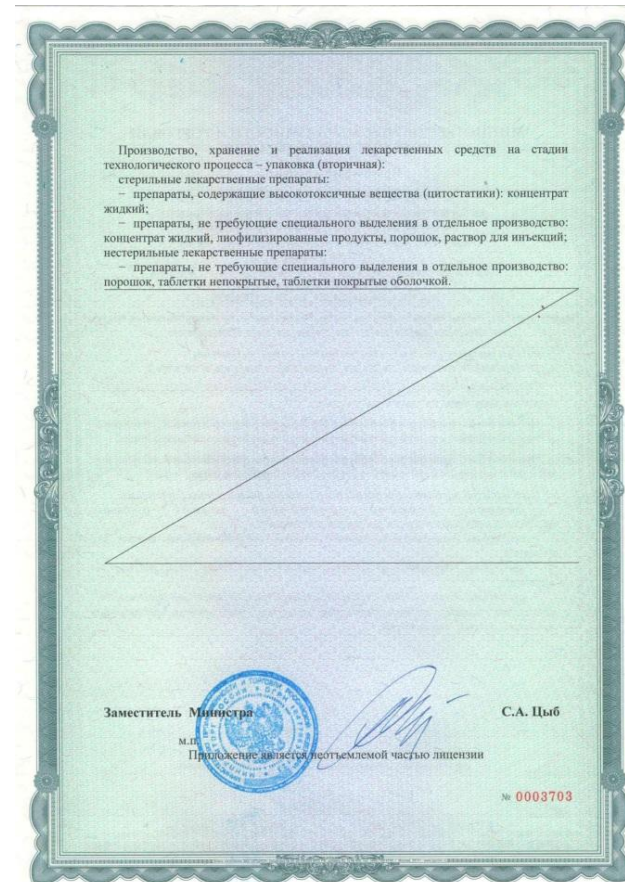 Производство, хранение и реализация лекарственных средств на стадии
технологического процесса – упаковка (вторичная):
стерильные лекарственные препараты:
− препараты, содержащие высокотоксичные вещества (цитостатики): концентрат
жидкий;
− препараты, не требующие специального выделения в отдельное производство:
концентрат жидкий, лиофилизированные продукты, порошок, раствор для инъекций;
нестерильные лекарственные препараты:
− препараты, не требующие специального выделения в отдельное производство:
порошок, таблетки непокрытые, таблетки покрытые оболочкой.
Заместитель Министра
С.А. Цыб
м.п.
Приложение является неотъемлемой частью лицензии
№ 0003703